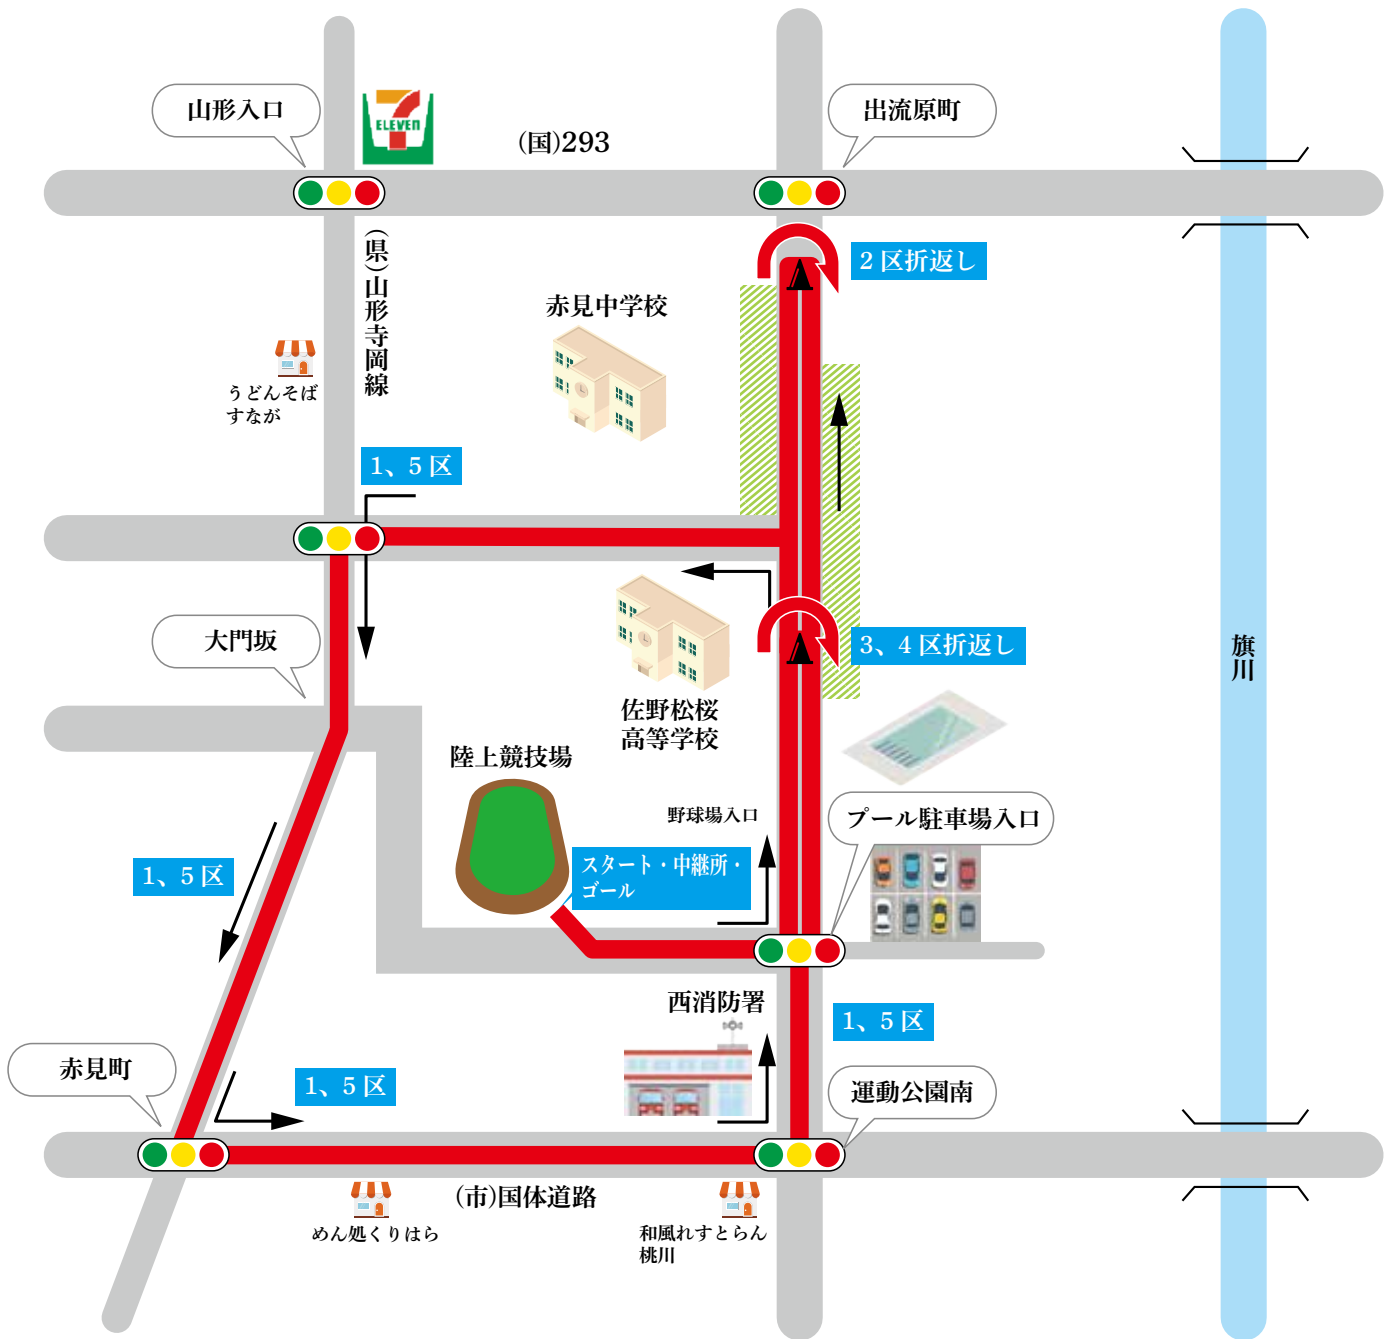 山形入口
ELEVEN
(国)293
出流原町
(県)山形寺岡線
2 区折返し
赤見中学校
うどんそば
すなが
1、5 区
大門坂
佐野松桜
高等学校
3、4 区折返し
旗川
陸上競技場
野球場入口
プール駐車場入口
スタート・中継所・
ゴール
1、5 区
西消防署
1、5 区
赤見町
1、5 区
運動公園南
(市)国体道路
めん処くりはら
和風れすとらん
桃川